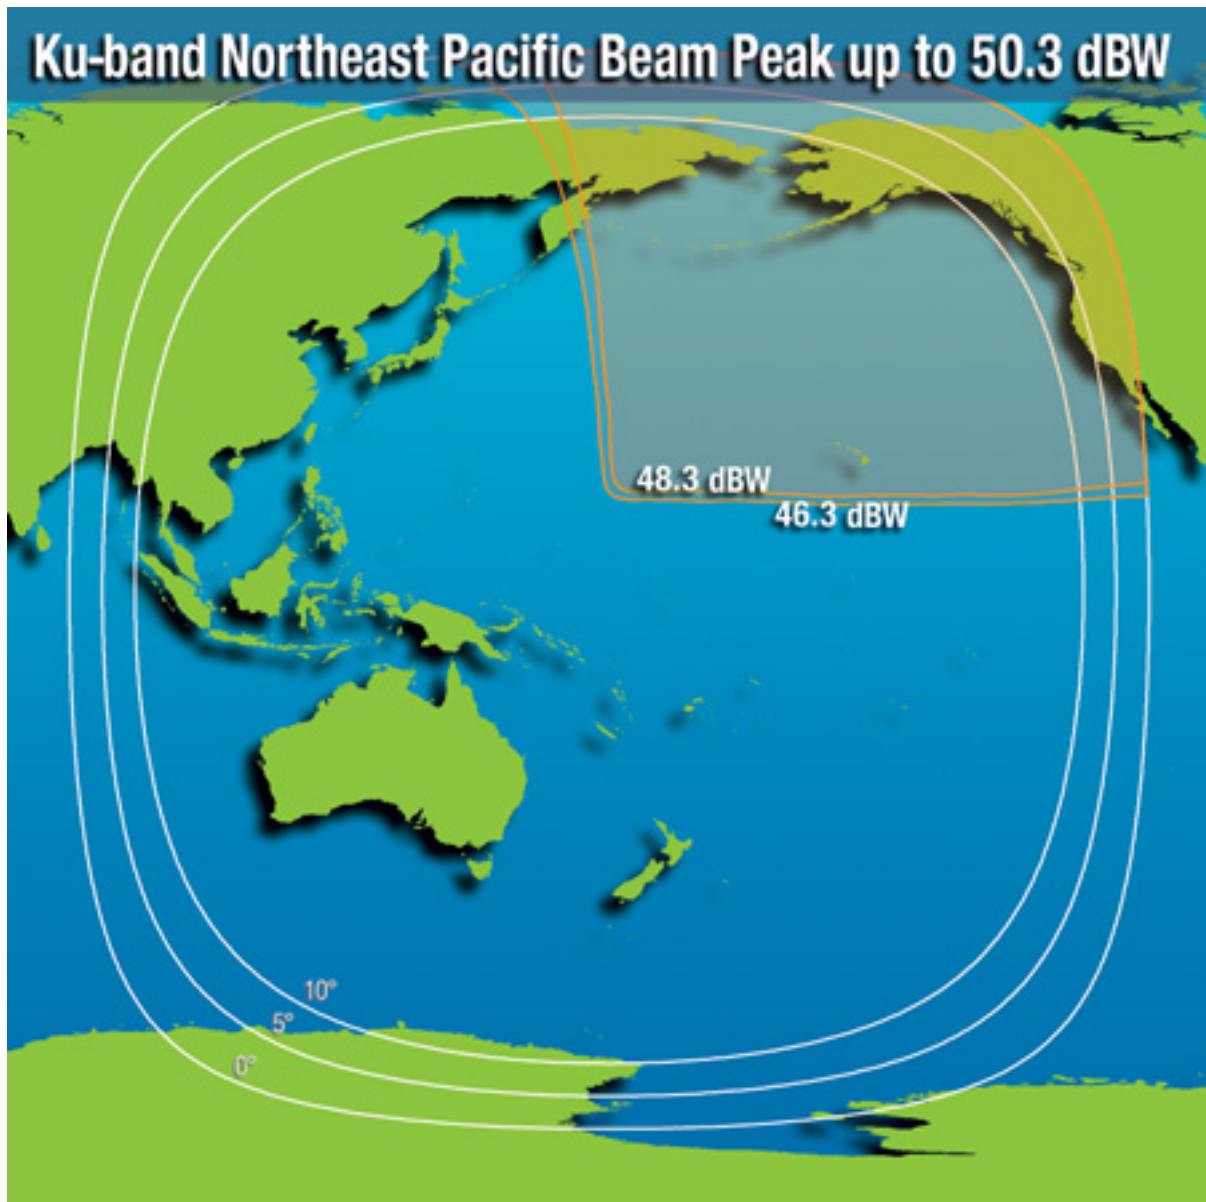 Ku-band Northeast Pacific Beam Peak up to 50.3 dBW
48.3 dBW
46.3 dBW
10°
5°
0°